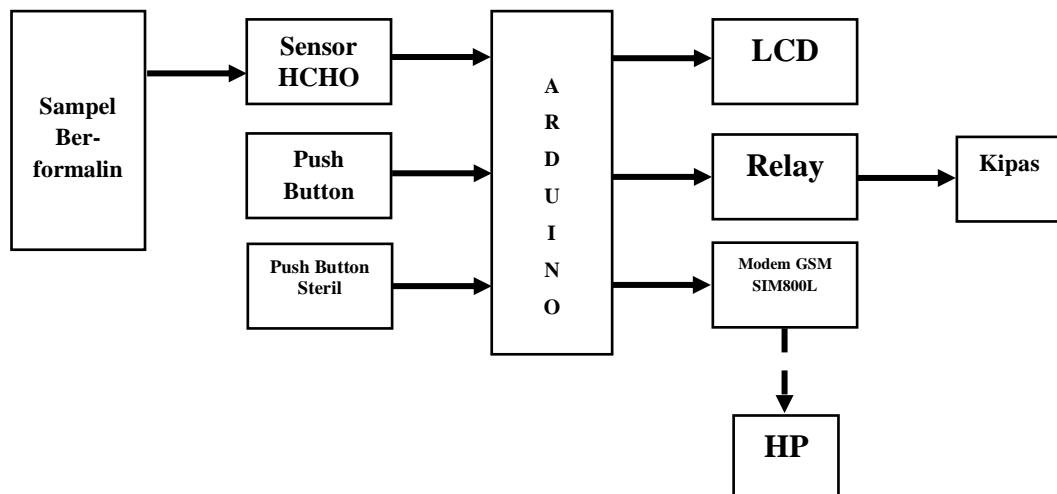 Sampel
Ber-
formalin
Sensor
HCHO
Push
Button
Push Button
Steril
A
R
D
U
I
N
O
LCD
Relay
Modem GSM
SIM800L
Kipas
HP